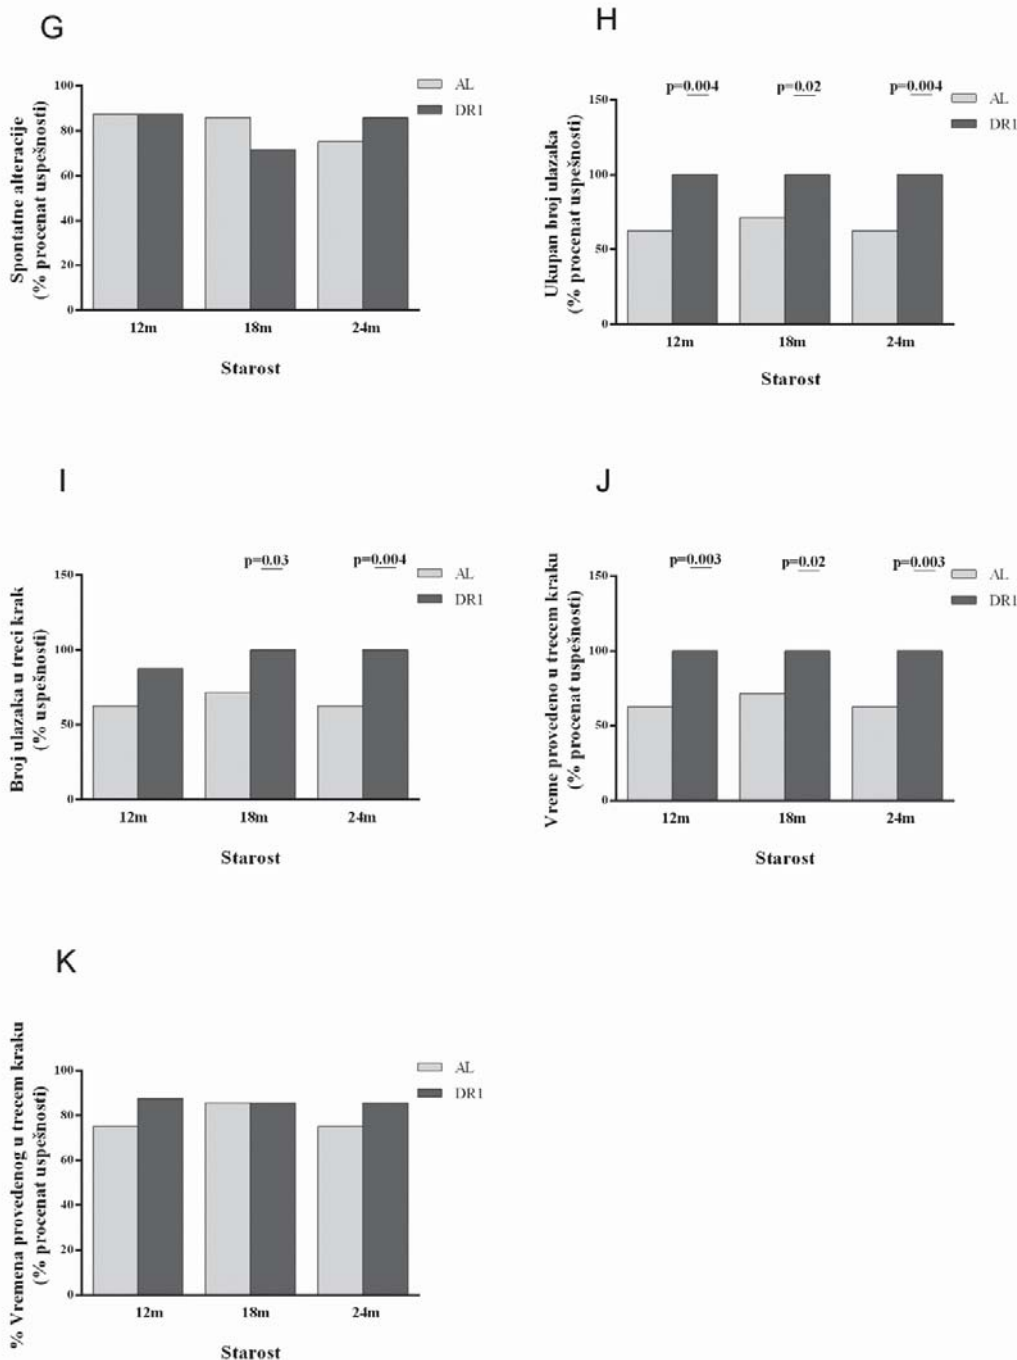 G
Spontatne alteracije
(% procenat uspešnosti)
100
80
60
40
20
0
12m
18m
24m
Starost
AL
DR1
H
p=0.004
p=0.02
p=0.004
Ukupan broj ulazaka
(% procenat uspešnosti)
150
100
50
0
12m
18m
24m
Starost
AL
DR1
I
p=0.03
p=0.004
Broj ulazaka u treci krak
(% uspešnosti)
150
100
50
0
12m
18m
24m
Starost
AL
DR1
J
p=0.003
p=0.02
p=0.003
Vreme provedeno u trecem kraku
(% procenat uspešnosti)
150
100
50
0
12m
18m
24m
Starost
AL
DR1
K
% Vremena provedenog u trecem kraku
(% procenat uspešnosti)
100
80
60
40
20
0
12m
18m
24m
Starost
AL
DR1